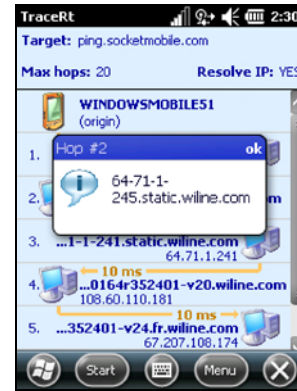 TraceRt 2:30
Target: ping.socketmobile.com
Max hops: 20 Resolve IP: YES
WINDOWSMOBILE51
(origin)
Hop #2 ok
1.
64-71-1-
245.static.wiline.com
2. m
3. ...1-1-241.static.wiline.com
64.71.1.241
10 ms
4. ...0164r352401-v20.wiline.com
108.60.110.181
10 ms
5. ...352401-v24.fr.wiline.com
67.207.108.174
Start Menu